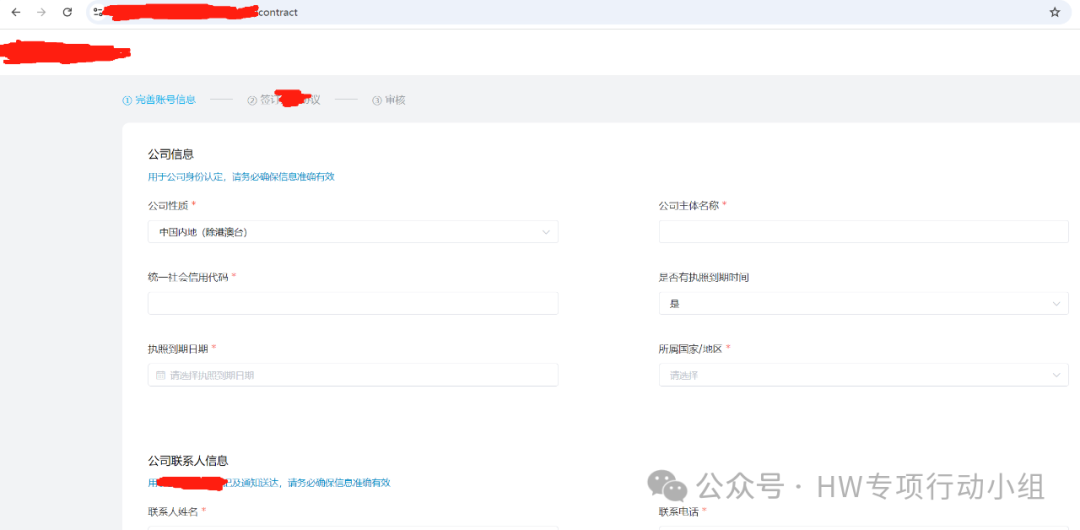 contract
① 完善账号信息 ② 签订 协议 ③ 审核
公司信息
用于公司身份认定，请务必确保信息准确有效
公司性质 * 公司主体名称 *
中国内地（除港澳台）
统一社会信用代码 * 是否有执照到期时间
是
执照到期日期 * 所属国家/地区 *
请选择执照到期日期 请选择
公司联系人信息
用 及通知送达，请务必确保信息准确有效
联系人姓名 * 联系电话 *
公众号 · HW专项行动小组